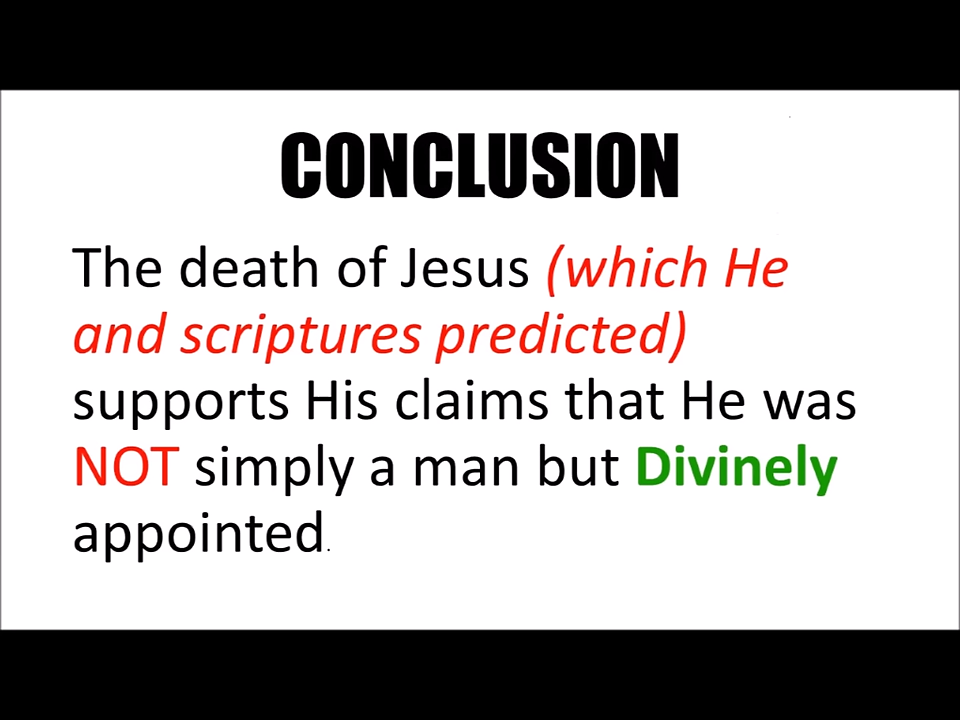 CONCLUSION
The death of Jesus (which He
and scriptures predicted)
supports His claims that He was
NOT simply a man but Divinely
appointed.